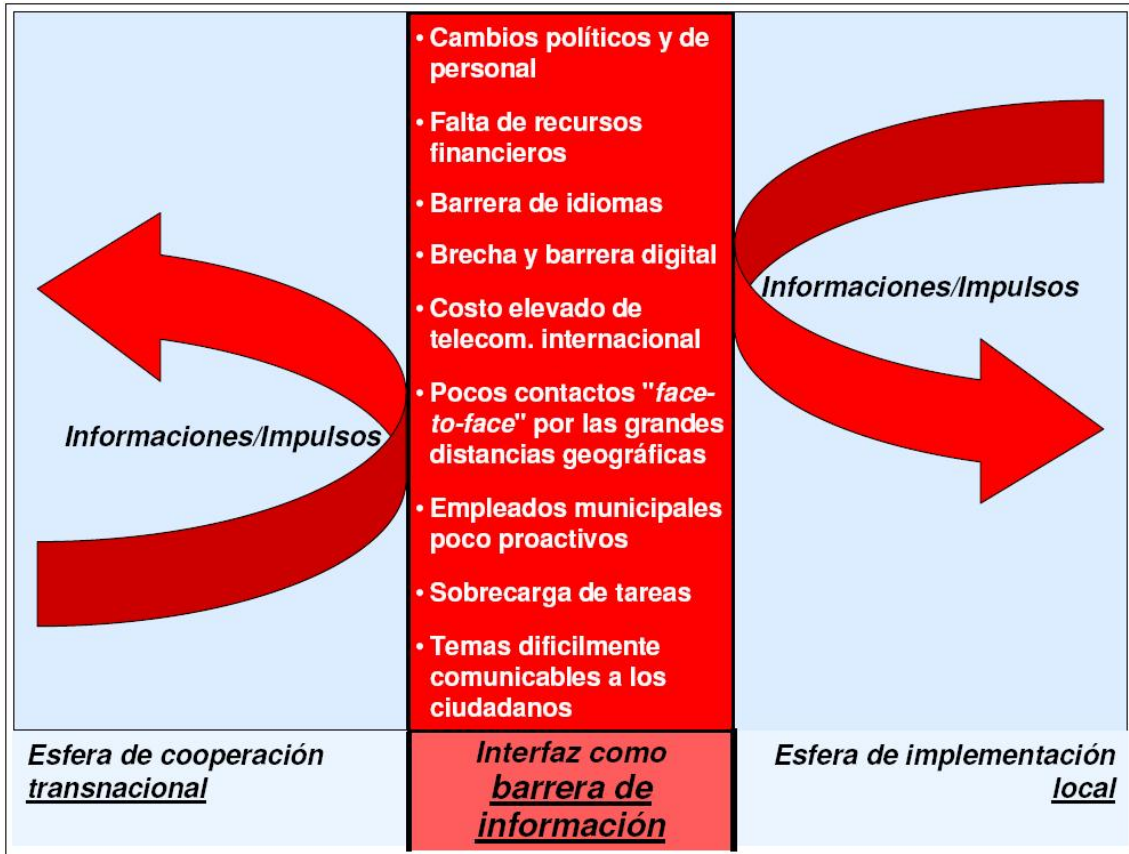 • Cambios políticos y de
personal
• Falta de recursos
financieros
• Barrera de idiomas
• Brecha y barrera digital
• Costo elevado de
telecom. internacional
• Pocos contactos "face-
to-face" por las grandes
distancias geográficas
• Empleados municipales
poco proactivos
• Sobrecarga de tareas
• Temas dificilmente
comunicables a los
ciudadanos
Informaciones/Impulsos
Informaciones/Impulsos
Esfera de cooperación
transnacional
Interfaz como
barrera de
información
Esfera de implementación
local